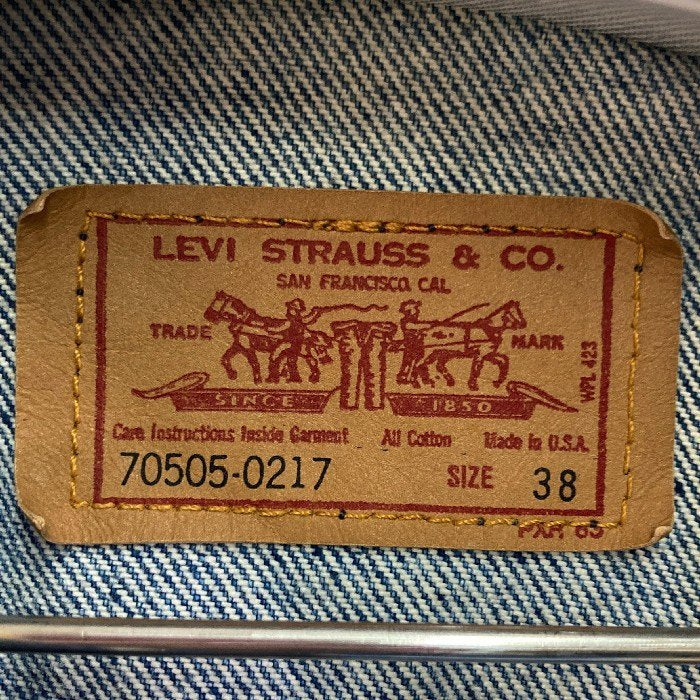 LEVI STRAUSS & CO.
SAN FRANCISCO, CAL
TRADE MARK
WPL 423
SINCE 1850
Care Instructions Inside Garment All Cotton Made in U.S.A.
70505-0217 SIZE 38